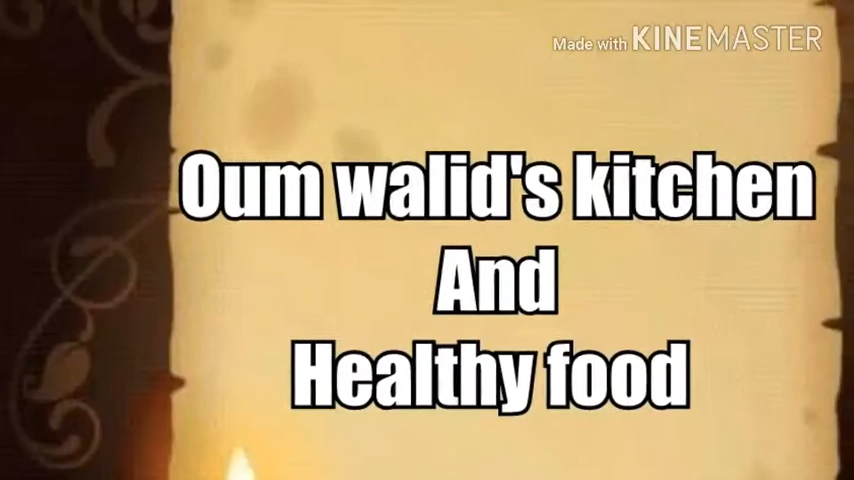 Made with KINEMASTER
Oum walid's kitchen
And
Healthy food